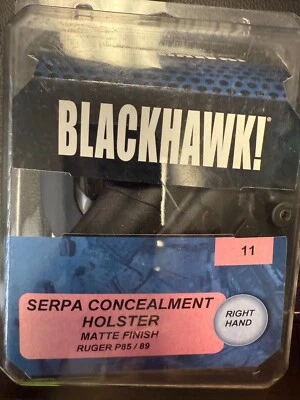 BLACKHAWK!®
11
SERPA CONCEALMENT
HOLSTER
MATTE FINISH
RUGER P85 / 89
RIGHT
HAND